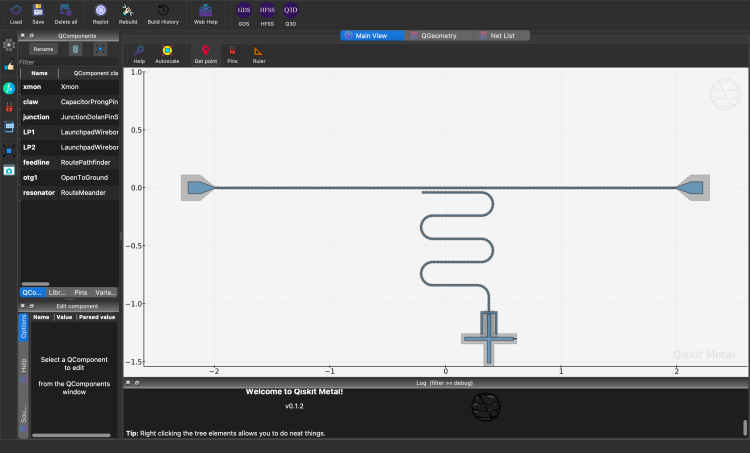 Load
Save
Delete all
Replot
Rebuild
Build History
Web Help
GDS
GDS
HFSS
HFSS
Q3D
Q3D
QComponents
Rename
Filter
Name QComponent cla
xmon Xmon
claw CapacitorProngPin
junction JunctionDolanPinS
LP1 LaunchpadWirebor
LP2 LaunchpadWirebor
feedline RoutePathfinder
otg1 OpenToGround
resonator RouteMeander
QCo... Libr... Pins Varia...
Edit component
Options
Help
Sou...
Name Value Parsed value
Select a QComponent
to edit
from the QComponents
window
Main View
QGeometry
Net List
Help
Autoscale
Get point
Pins
Ruler
1.0
0.5
0.0
−0.5
−1.0
−1.5
−2 −1 0 1 2
Qiskit Metal
Log (filter >= debug)
Welcome to Qiskit Metal!
v0.1.2
Tip: Right clicking the tree elements allows you to do neat things.